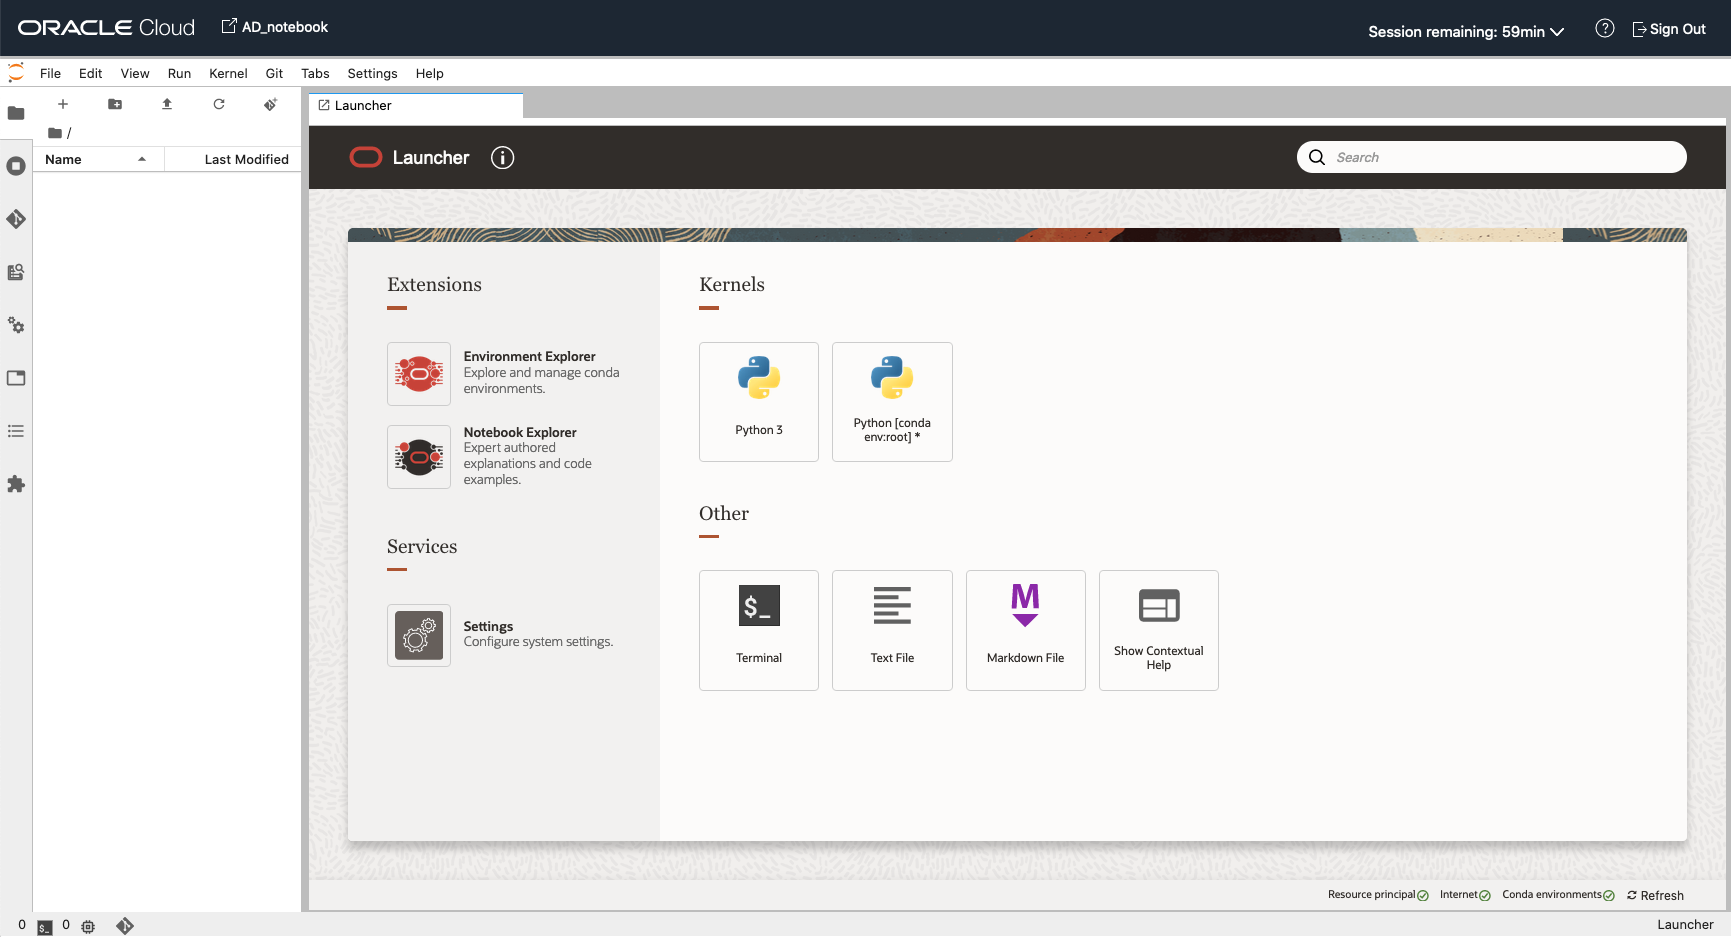 ORACLE Cloud
AD_notebook
Session remaining: 59min
Sign Out
File Edit View Run Kernel Git Tabs Settings Help
Launcher
/
Name
Last Modified
Launcher
Search
Extensions
Environment Explorer
Explore and manage conda
environments.
Notebook Explorer
Expert authored
explanations and code
examples.
Services
Settings
Configure system settings.
Kernels
Python 3
Python [conda
env:root] *
Other
$_
Terminal
Text File
M
Markdown File
Show Contextual
Help
Resource principal
Internet
Conda environments
Refresh
0 $_ 0
Launcher